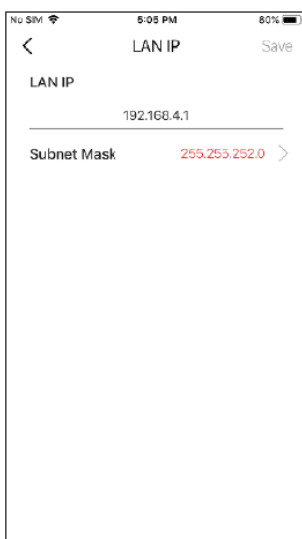 No SIM 5:05 PM 80%
LAN IP Save
LAN IP
192.168.4.1
Subnet Mask 255.255.252.0